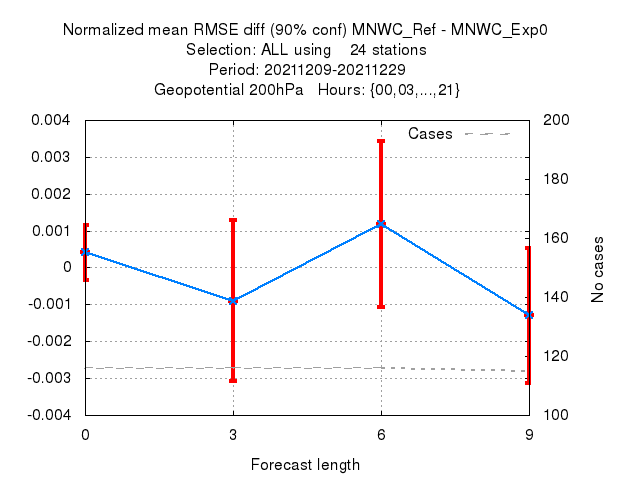 Normalized mean RMSE diff (90% conf) MNWC_Ref - MNWC_Exp0
Selection: ALL using    24 stations
Period: 20211209-20211229
Geopotential 200hPa   Hours: {00,03,...,21}
Cases
0.004
0.003
0.002
0.001
0
-0.001
-0.002
-0.003
-0.004
200
180
160
140
120
100
No cases
0
3
6
9
Forecast length